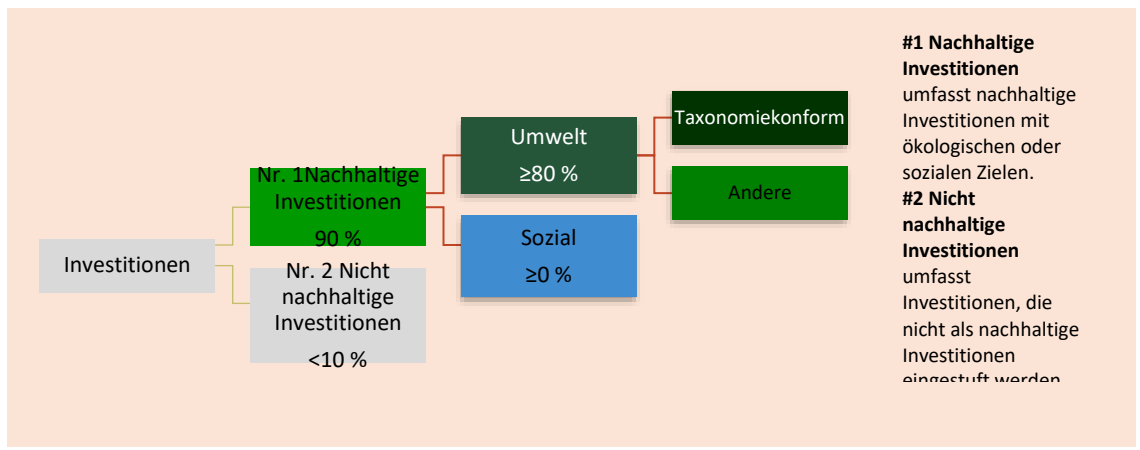 Investitionen
Nr. 1Nachhaltige
Investitionen
90 %
Nr. 2 Nicht
nachhaltige
Investitionen
<10 %
Umwelt
≥80 %
Sozial
≥0 %
Taxonomiekonform
Andere
#1 Nachhaltige
Investitionen
umfasst nachhaltige
Investitionen mit
ökologischen oder
sozialen Zielen.
#2 Nicht
nachhaltige
Investitionen
umfasst
Investitionen, die
nicht als nachhaltige
Investitionen
eingestuft werden